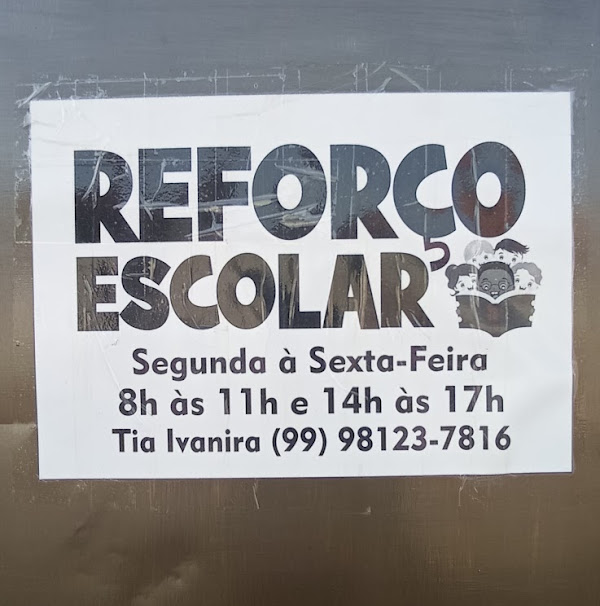 REFORÇO
ESCOLAR
Segunda à Sexta-Feira
8h às 11h e 14h às 17h
Tia Ivanira (99) 98123-7816